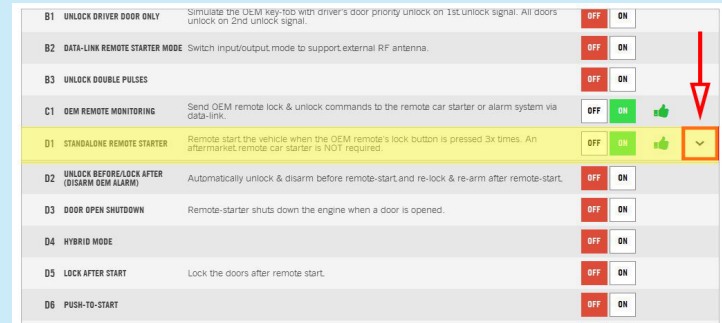 B1 UNLOCK DRIVER DOOR ONLY Simulate the OEM key-fob with driver's door priority unlock on 1st unlock signal. All doors
unlock on 2nd unlock signal. OFF ON
B2 DATA-LINK REMOTE STARTER MODE Switch input/output mode to support external RF antenna. OFF ON
B3 UNLOCK DOUBLE PULSES OFF ON
C1 OEM REMOTE MONITORING Send OEM remote lock & unlock commands to the remote car starter or alarm system via
data-link. OFF ON
D1 STANDALONE REMOTE STARTER Remote start the vehicle when the OEM remote's lock button is pressed 3x times. An
aftermarket remote car starter is NOT required. OFF ON
D2 UNLOCK BEFORE/LOCK AFTER
(DISARM OEM ALARM) Automatically unlock & disarm before remote-start,and re-lock & re-arm after remote-start. OFF ON
D3 DOOR OPEN SHUTDOWN Remote-starter shuts down the engine when a door is opened. OFF ON
D4 HYBRID MODE OFF ON
D5 LOCK AFTER START Lock the doors after remote start. OFF ON
D6 PUSH-TO-START OFF ON